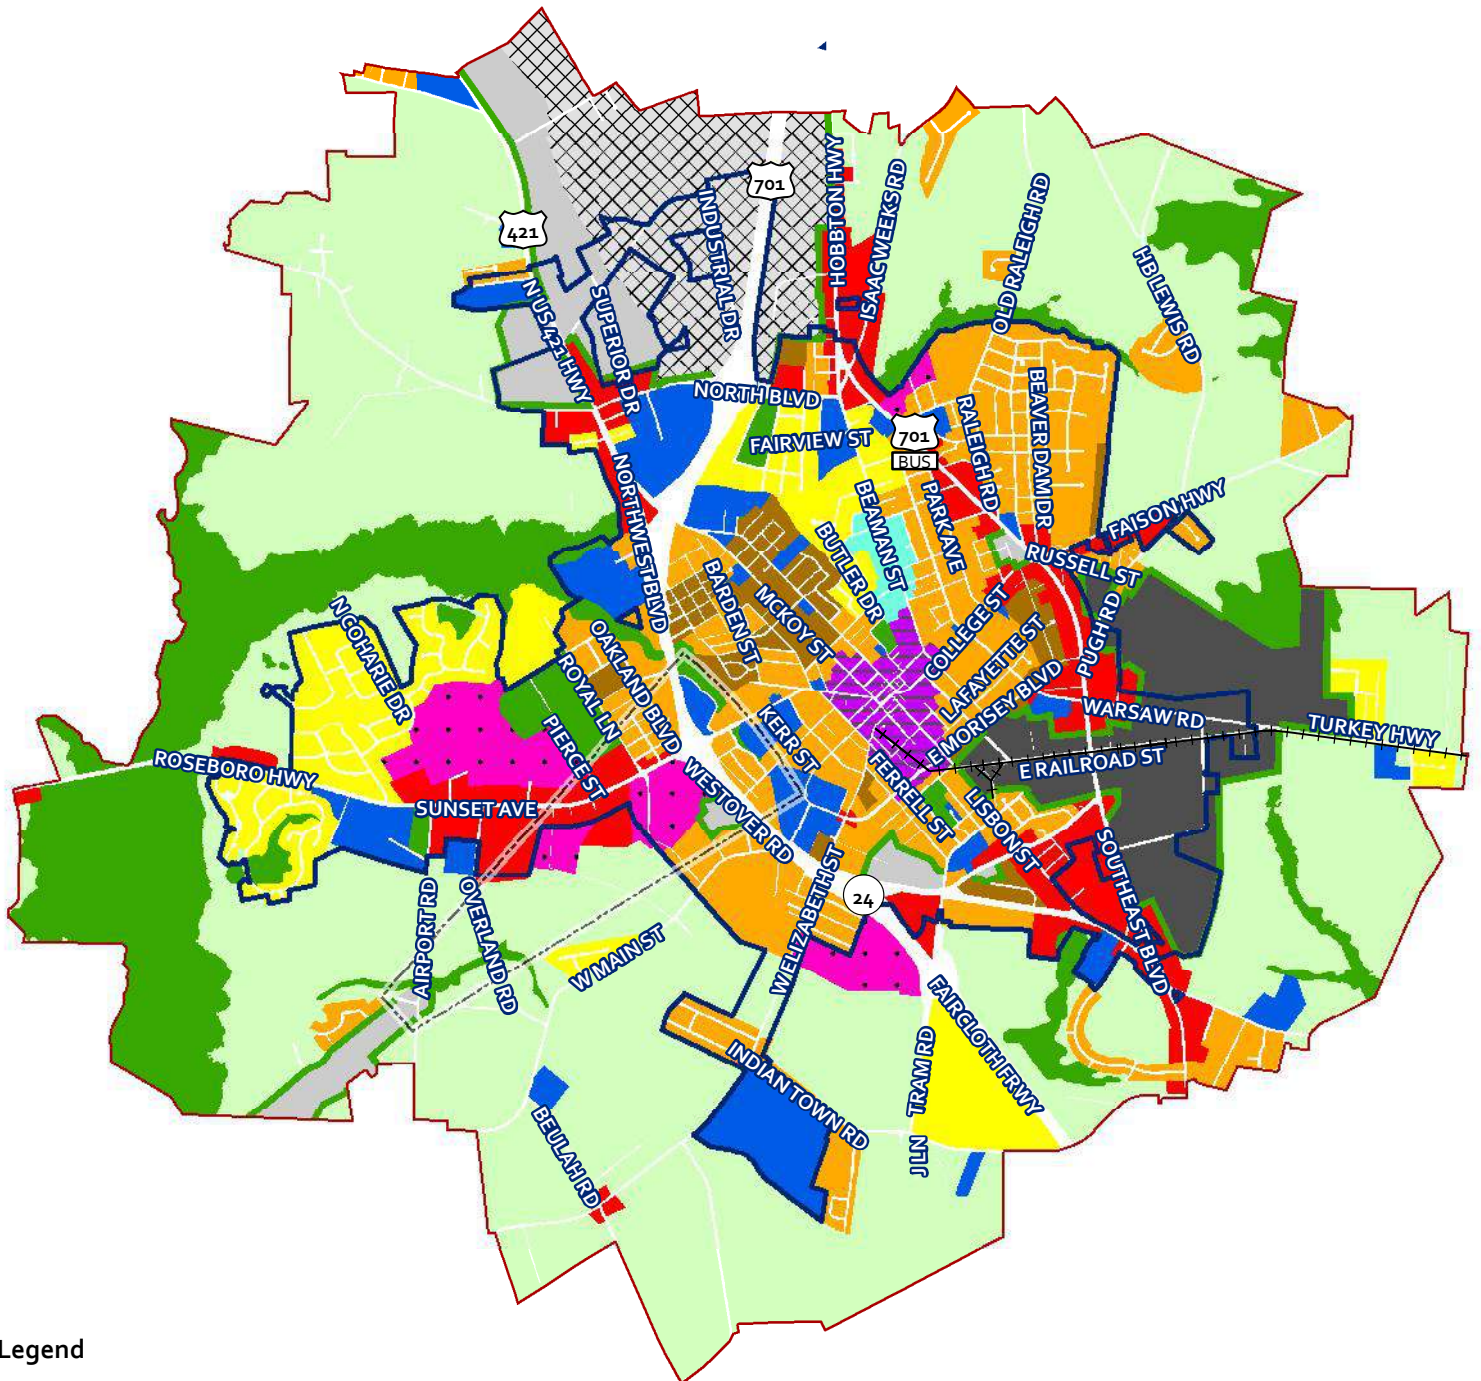 701
421
HOBBTON HWY
ISAAC WEEKS RD
OLD RALEIGH RD
HB LEWIS RD
INDUSTRIAL DR
SUPERIOR DR
N US 421 HWY
NORTH BLVD
FAIRVIEW ST
701
BUS
RALEIGH RD
BEAVER DAM DR
PARK AVE
BEAMAN ST
BUTLER DR
FAISON HWY
RUSSELL ST
NORTHWEST BLVD
BARDEN ST
MCKOY ST
COLLEGE ST
LAFAYETTE ST
E MORISEY BLVD
PUGH RD
WARSAW RD
TURKEY HWY
E RAILROAD ST
N COHARIE DR
OAKLAND BLVD
ROYAL LN
PIERCE ST
KERR ST
ROSEBORO HWY
SUNSET AVE
WESTOVER RD
FERRELL ST
LISBON ST
SOUTHEAST BLVD
24
W ELIZABETH ST
AIRPORT RD
OVERLAND RD
W MAIN ST
FAIRCLOTH FRWY
INDIAN TOWN RD
J LN TRAM RD
BEULAH RD
Legend